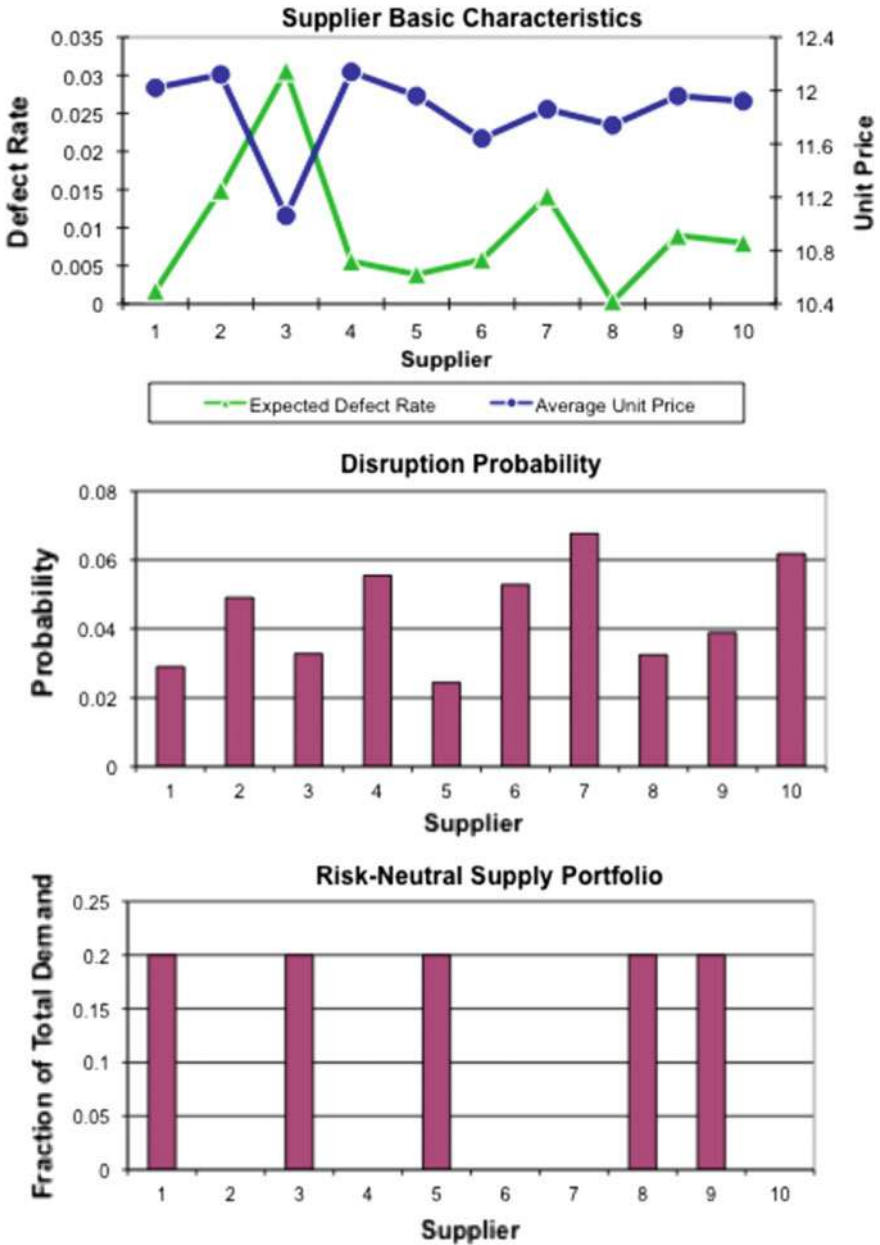 Supplier Basic Characteristics
0.035
0.03
0.025
0.02
0.015
0.01
0.005
0
Defect Rate
12.4
12
11.6
11.2
10.8
10.4
Unit Price
1 2 3 4 5 6 7 8 9 10
Supplier
Expected Defect Rate Average Unit Price
Disruption Probability
0.08
0.06
0.04
0.02
0
Probability
1 2 3 4 5 6 7 8 9 10
Supplier
Risk-Neutral Supply Portfolio
0.25
0.2
0.15
0.1
0.05
0
Fraction of Total Demand
1 2 3 4 5 6 7 8 9 10
Supplier